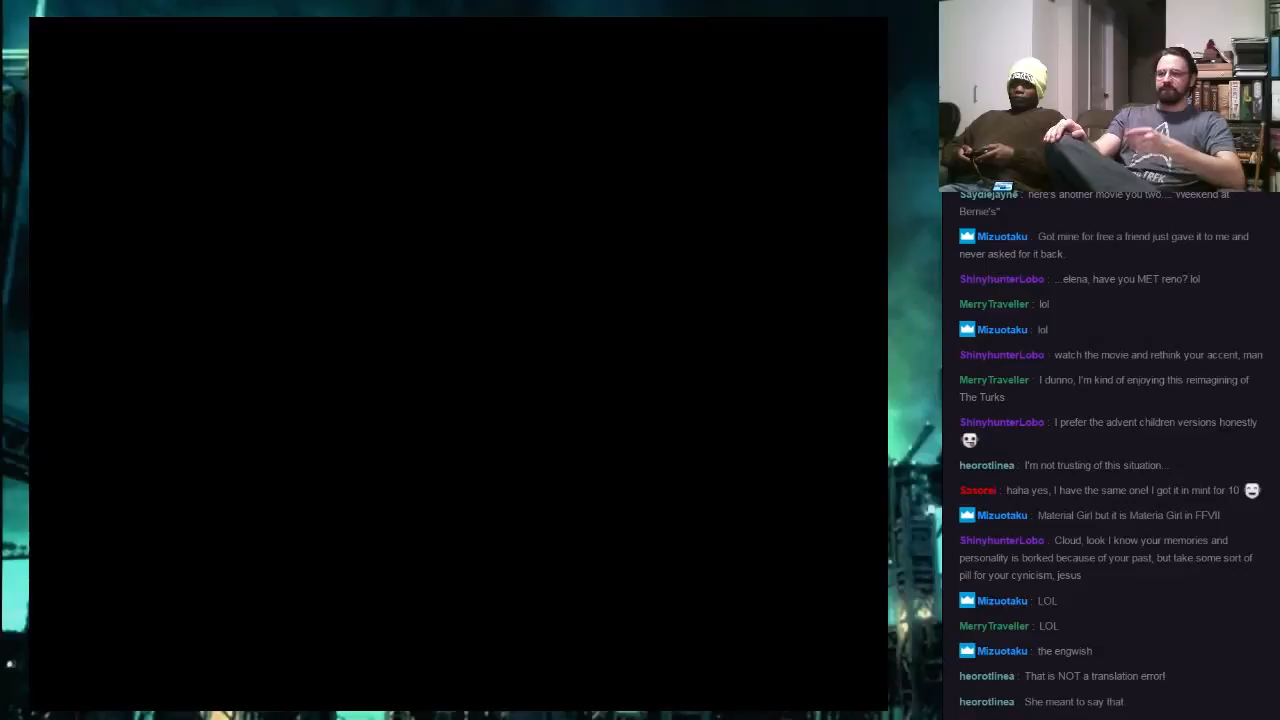 TREK
Saydiejayne : here's another movie you two.... "Weekend at
Bernie's"
Mizuotaku : Got mine for free a friend just gave it to me and
never asked for it back.
ShinyhunterLobo : ...elena, have you MET reno? lol
MerryTraveller : lol
Mizuotaku : lol
ShinyhunterLobo : watch the movie and rethink your accent, man
MerryTraveller : I dunno, I'm kind of enjoying this reimagining of
The Turks
ShinyhunterLobo : I prefer the advent children versions honestly
heorotlinea : I'm not trusting of this situation...
Sasorei : haha yes, I have the same one! I got it in mint for 10
Mizuotaku : Material Girl but it is Materia Girl in FFVII
ShinyhunterLobo : Cloud, look I know your memories and
personality is borked because of your past, but take some sort of
pill for your cynicism, jesus
Mizuotaku : LOL
MerryTraveller : LOL
Mizuotaku : the engwish
heorotlinea : That is NOT a translation error!
heorotlinea : She meant to say that